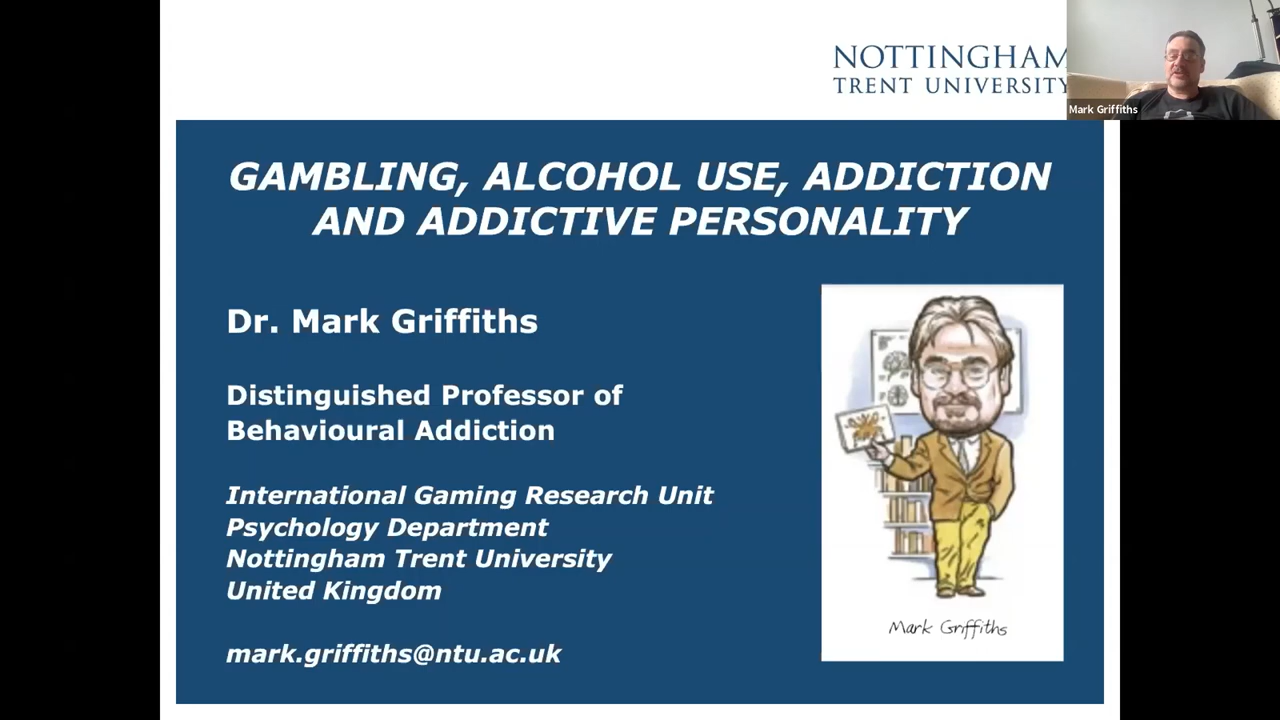 NOTTINGHAM
TRENT UNIVERSITY
Mark Griffiths
GAMBLING, ALCOHOL USE, ADDICTION
AND ADDICTIVE PERSONALITY
Dr. Mark Griffiths
Distinguished Professor of
Behavioural Addiction
International Gaming Research Unit
Psychology Department
Nottingham Trent University
United Kingdom
mark.griffiths@ntu.ac.uk
Mark Griffiths